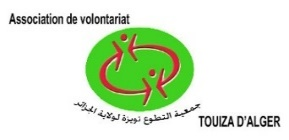 Association de volontariat
جمعية التطوع تويزة لولاية الجزائر
TOUIZA D'ALGER